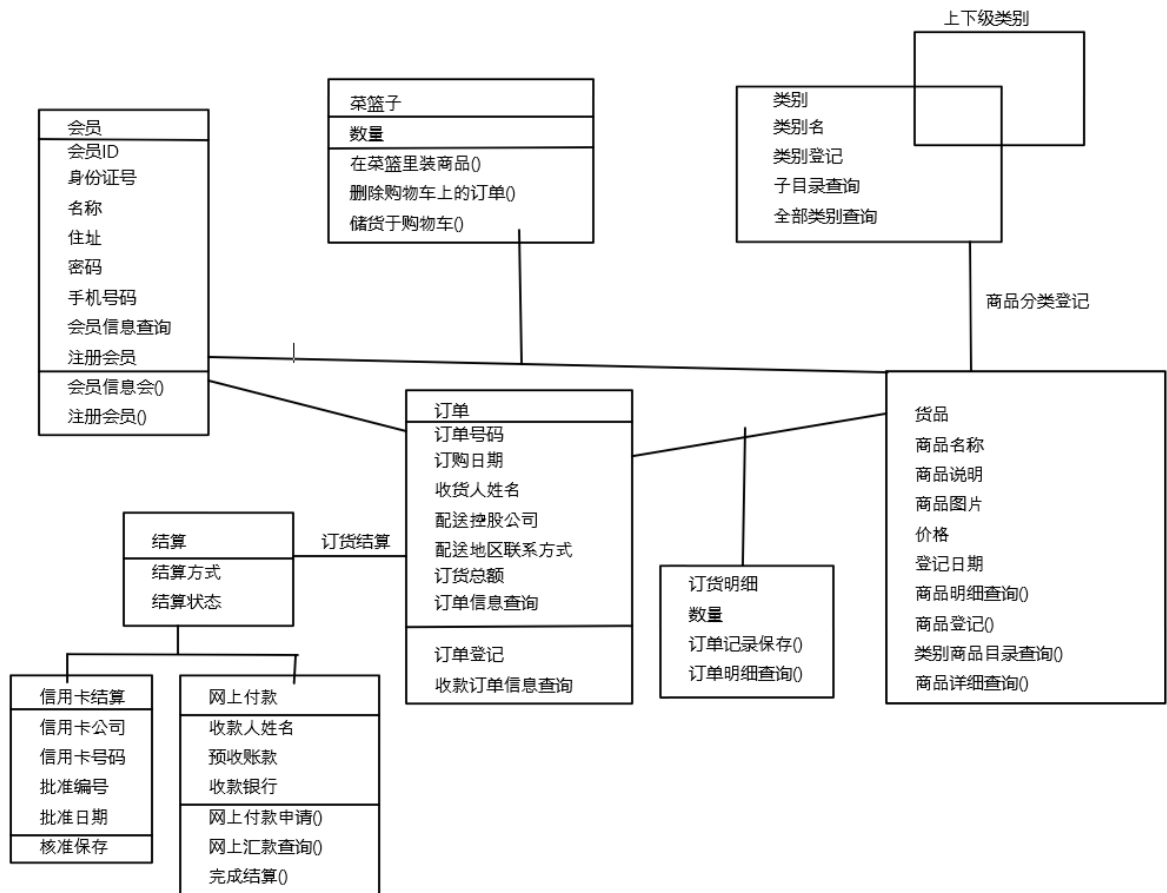 上下级类别
类别
类别名
类别登记
子目录查询
全部类别查询
菜篮子
数量
在菜篮里装商品()
删除购物车上的订单()
储货于购物车()
会员
会员ID
身份证号
名称
住址
密码
手机号码
会员信息查询
注册会员
会员信息会()
注册会员()
商品分类登记
订单
订单号码
订购日期
收货人姓名
配送控股公司
配送地区联系方式
订货总额
订单信息查询
订单登记
收款订单信息查询
货品
商品名称
商品说明
商品图片
价格
登记日期
商品明细查询()
商品登记()
类别商品目录查询()
商品详细查询()
结算
结算方式
结算状态
订货结算
订货明细
数量
订单记录保存()
订单明细查询()
信用卡结算
信用卡公司
信用卡号码
批准编号
批准日期
核准保存
网上付款
收款人姓名
预收账款
收款银行
网上付款申请()
网上汇款查询()
完成结算()